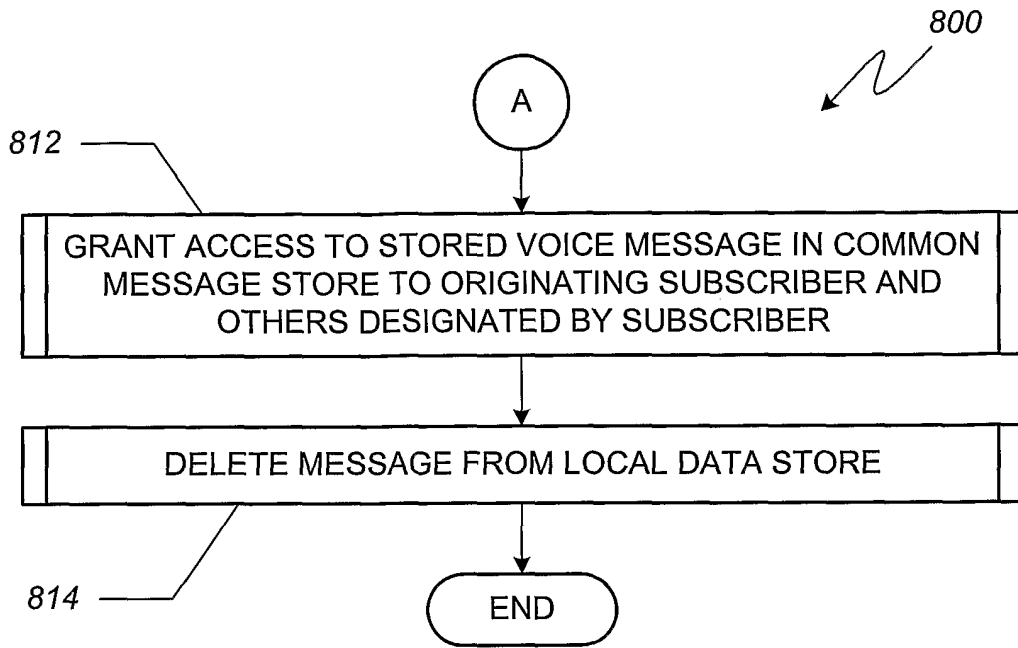 800
A
812
GRANT ACCESS TO STORED VOICE MESSAGE IN COMMON
MESSAGE STORE TO ORIGINATING SUBSCRIBER AND
OTHERS DESIGNATED BY SUBSCRIBER
DELETE MESSAGE FROM LOCAL DATA STORE
814
END